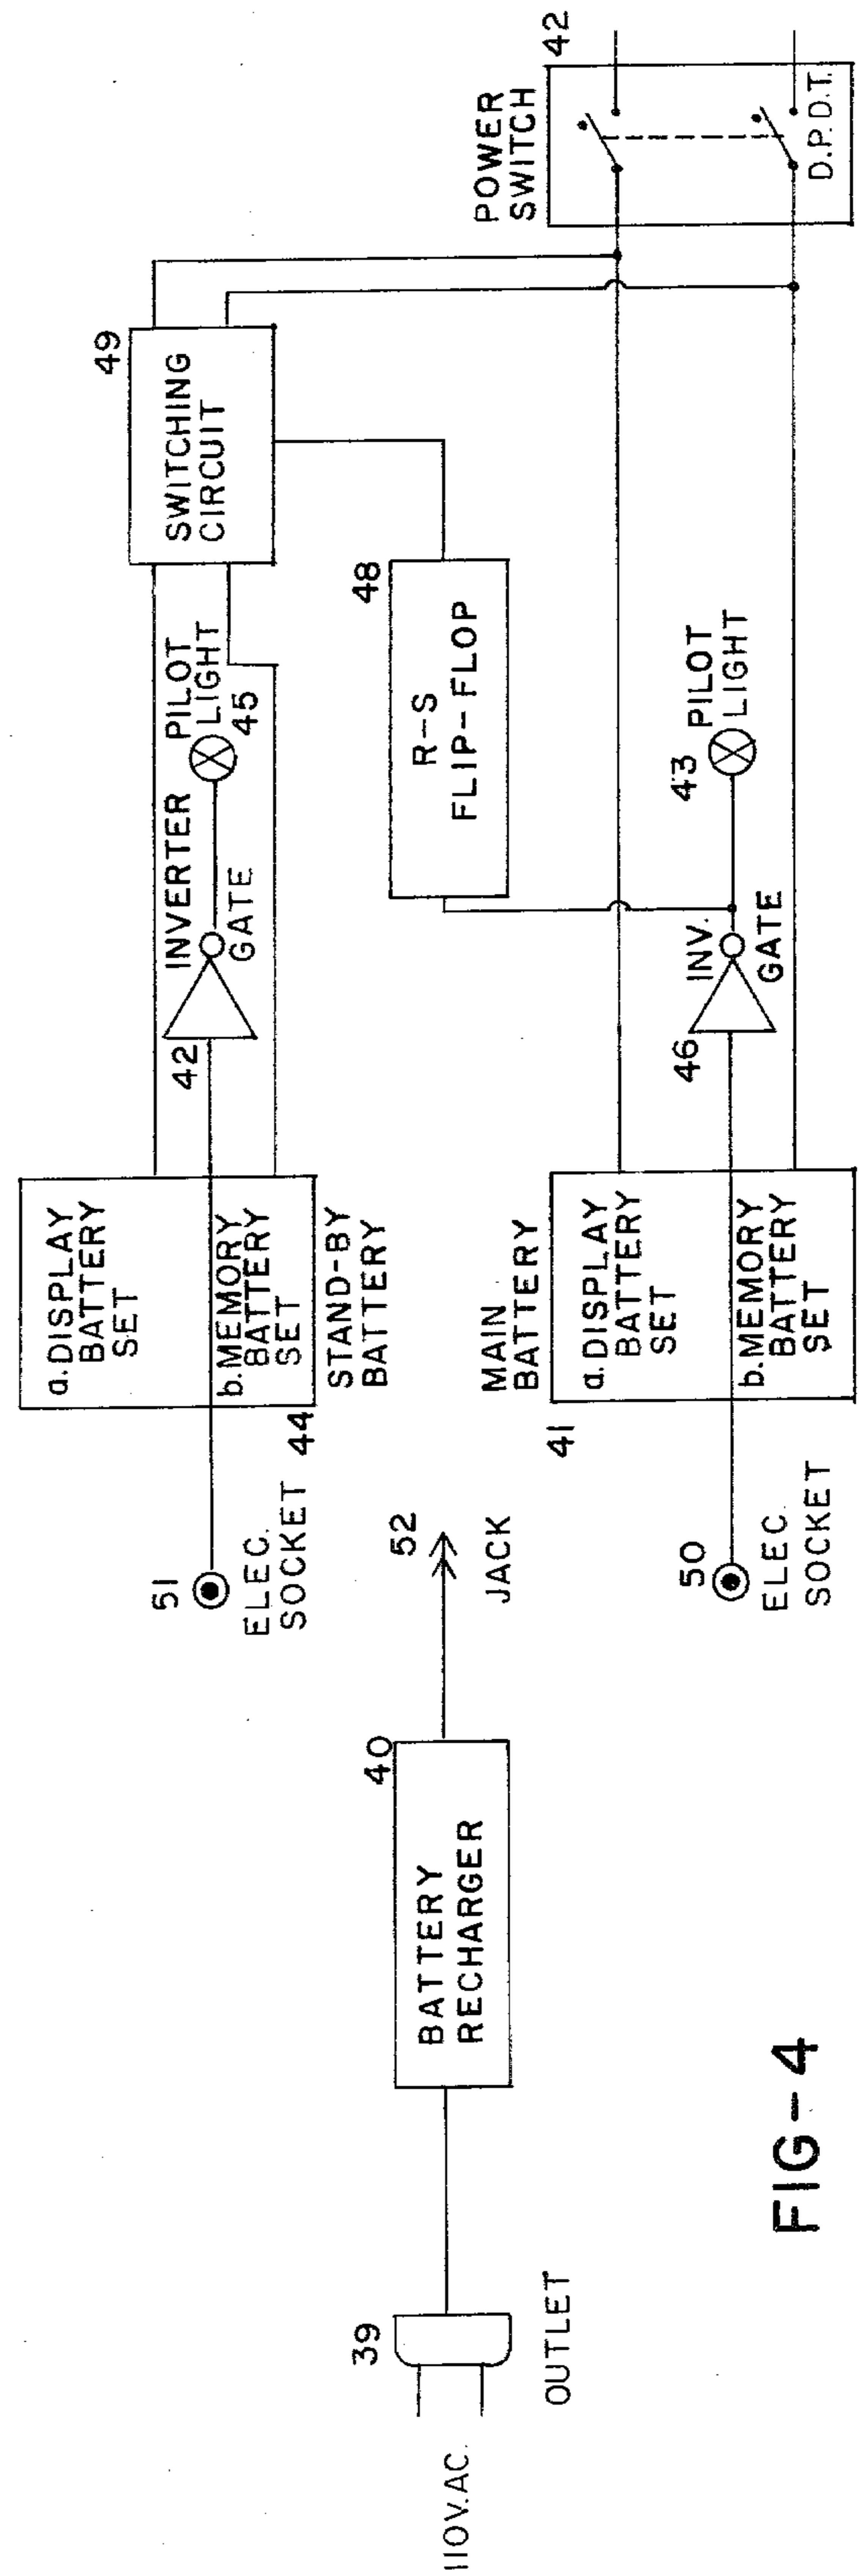 110V.AC.
39
OUTLET
BATTERY
RECHARGER
40
52
JACK
51
ELEC.
SOCKET
44
a. DISPLAY
BATTERY
SET
b. MEMORY
BATTERY
SET
STAND-BY
BATTERY
42
INVERTER
GATE
PILOT
LIGHT
45
49
SWITCHING
CIRCUIT
48
R-S
FLIP-FLOP
50
ELEC.
SOCKET
41
MAIN
BATTERY
a. DISPLAY
BATTERY
SET
b. MEMORY
BATTERY
SET
46
INV.
GATE
43
PILOT
LIGHT
POWER
SWITCH
42
D.P.D.T.
FIG-4